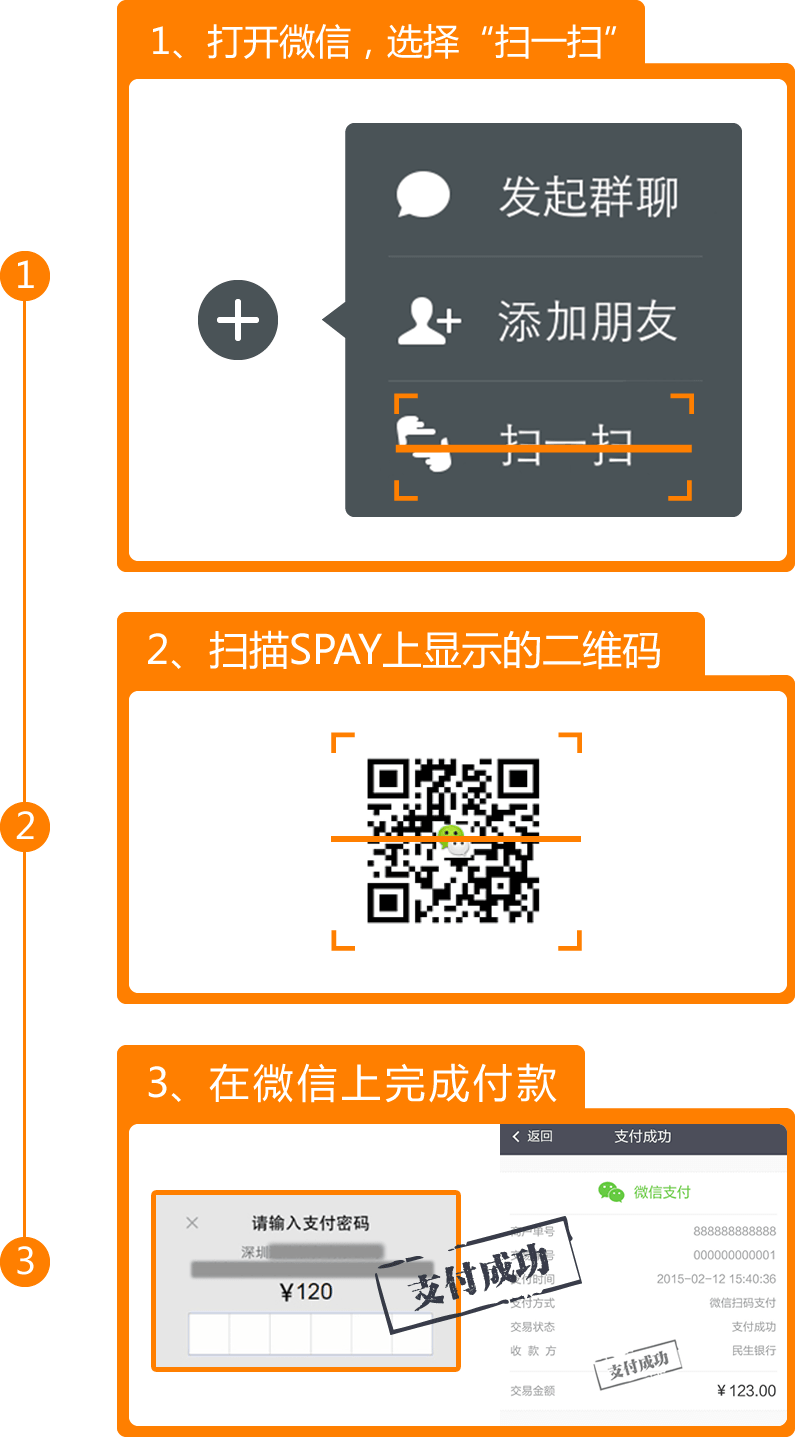 1、打开微信，选择“扫一扫”
发起群聊
添加朋友
扫一扫
1
2、扫描SPAY上显示的二维码
2
3、在微信上完成付款
3
请输入支付密码
深圳
¥120
支付成功
返回 支付成功
微信支付
商户单号 888888888888
号 000000000001
支付时间 2015-02-12 15:40:36
支付方式 微信扫码支付
交易状态 支付成功
收 款 方 民生银行
支付成功
交易金额 ¥123.00